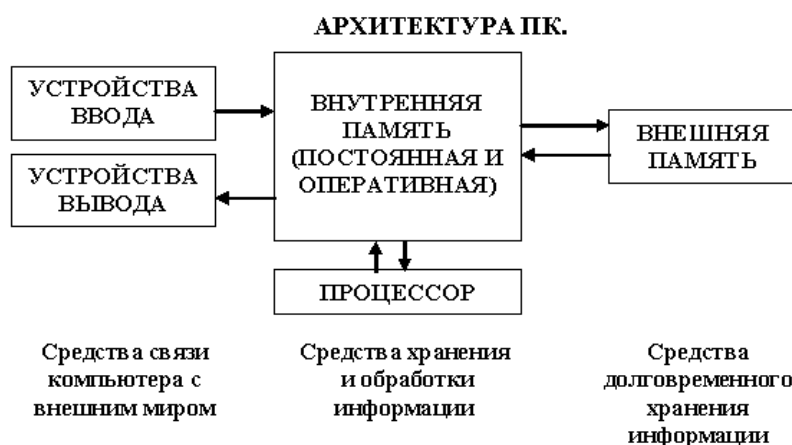 АРХИТЕКТУРА ПК.
УСТРОЙСТВА
ВВОДА
УСТРОЙСТВА
ВЫВОДА
ВНУТРЕННЯЯ
ПАМЯТЬ
(ПОСТОЯННАЯ И
ОПЕРАТИВНАЯ)
ВНЕШНЯЯ
ПАМЯТЬ
ПРОЦЕССОР
Средства связи
компьютера с
внешним миром
Средства хранения
и обработки
информации
Средства
долговременного
хранения
информации